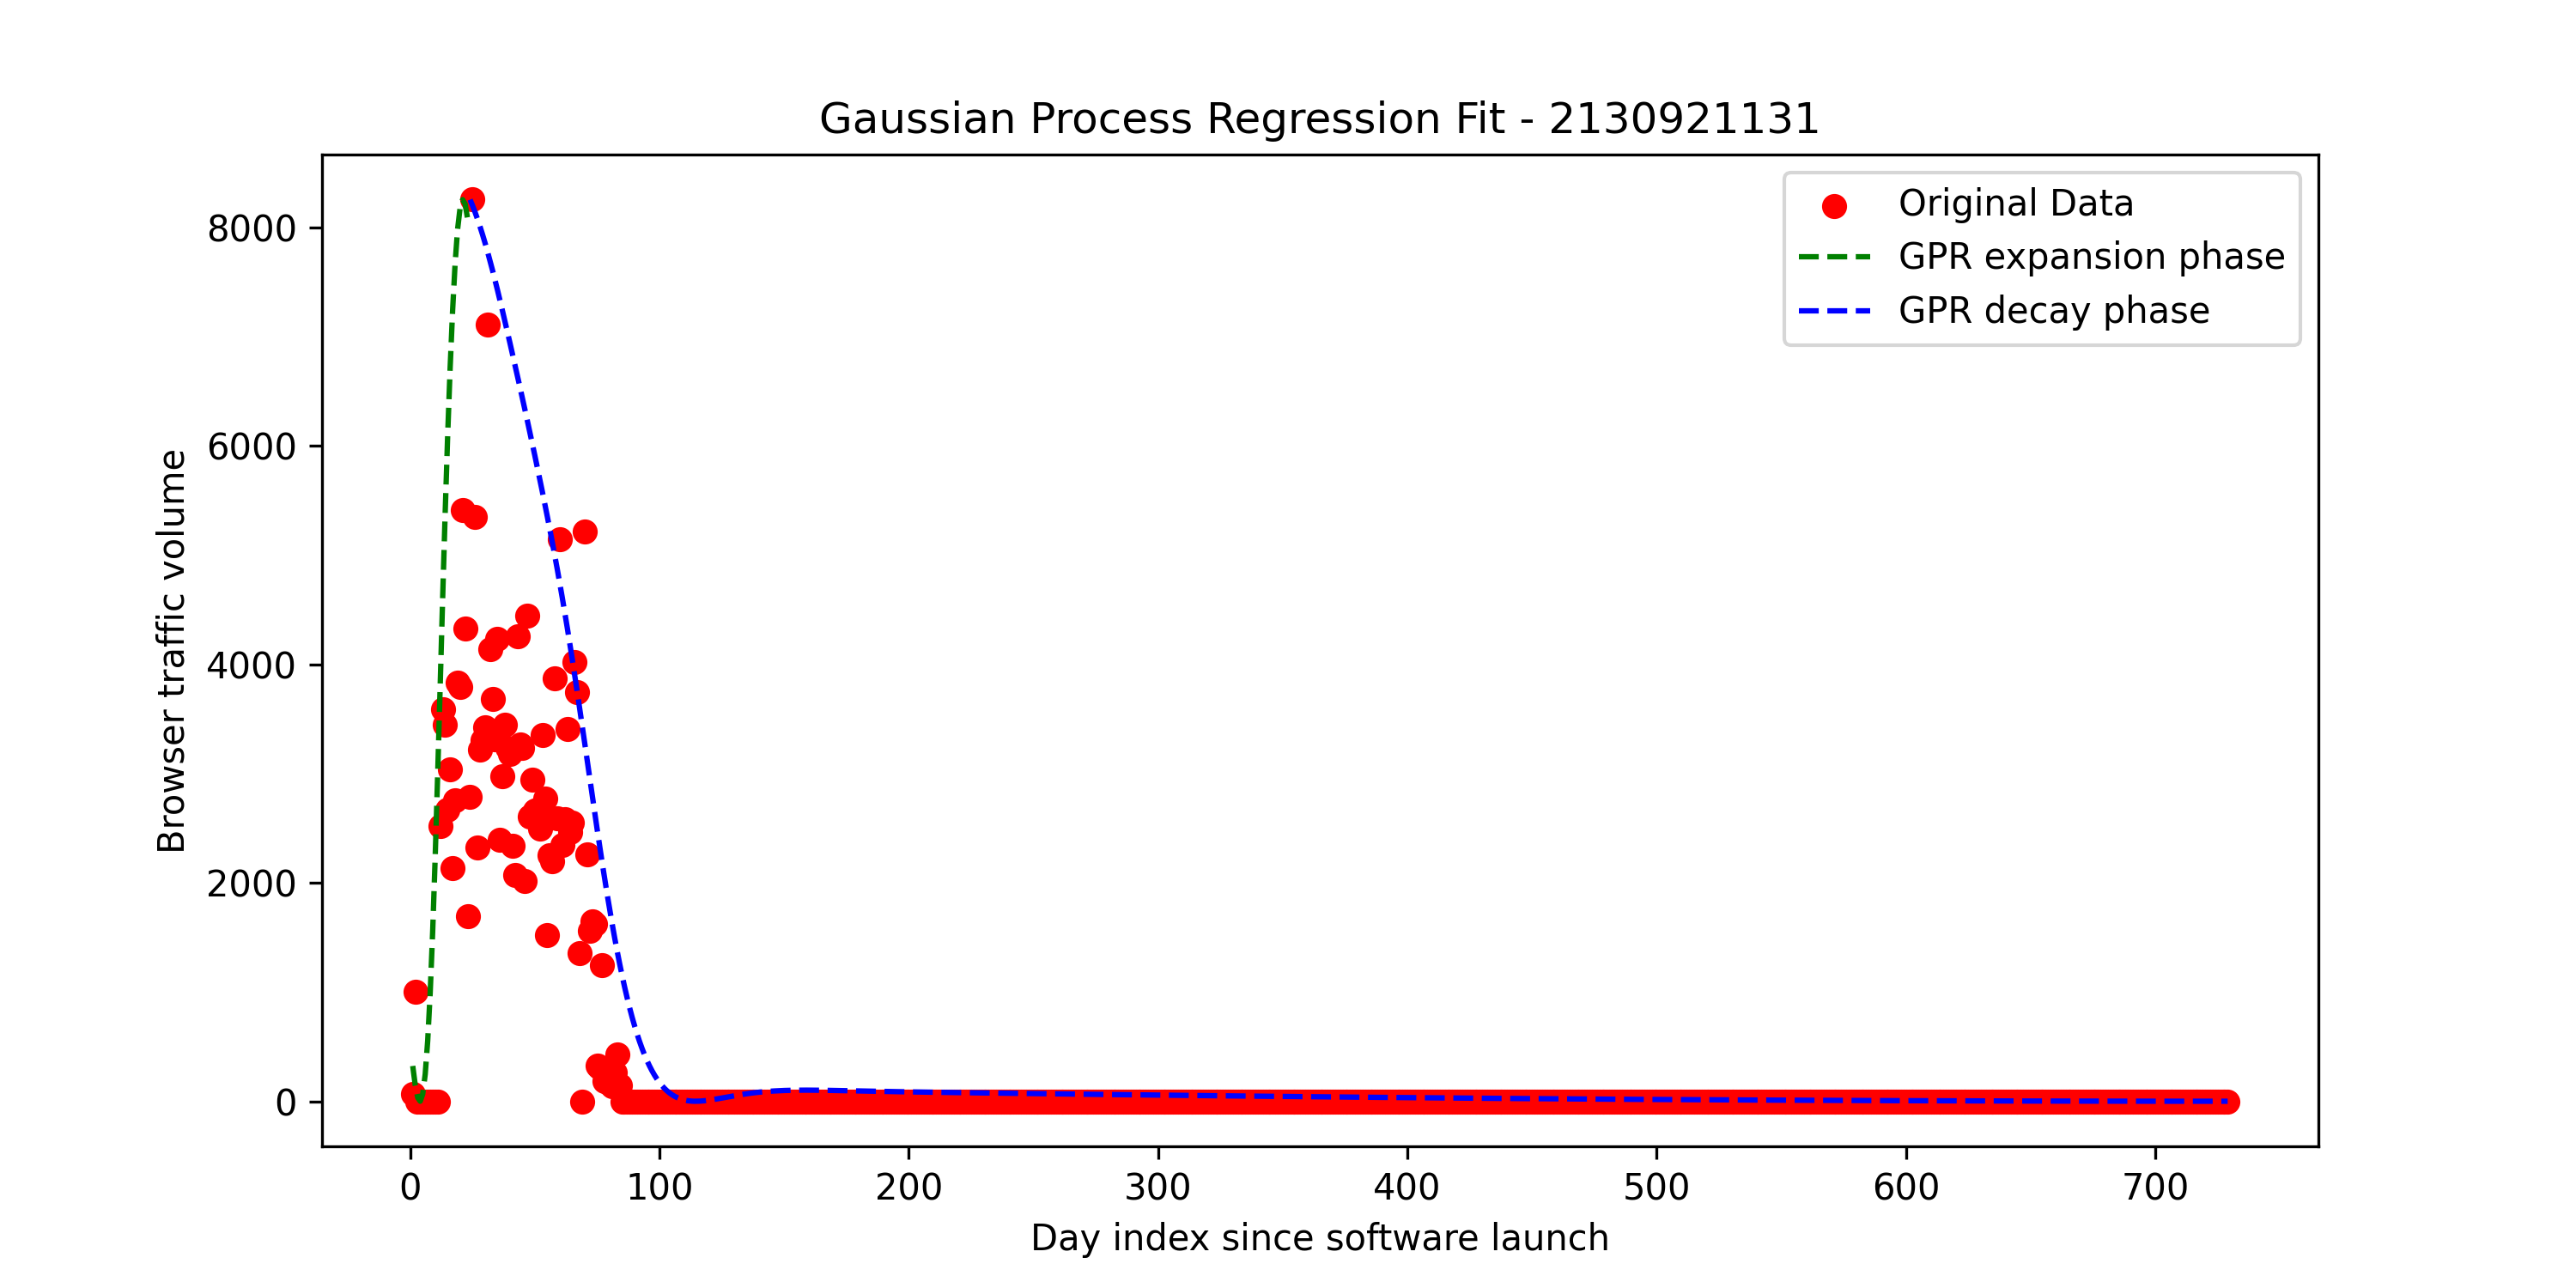 Gaussian Process Regression Fit - 2130921131
Original Data
GPR expansion phase
GPR decay phase
Browser traffic volume
8000
6000
4000
2000
0
0 100 200 300 400 500 600 700
Day index since software launch